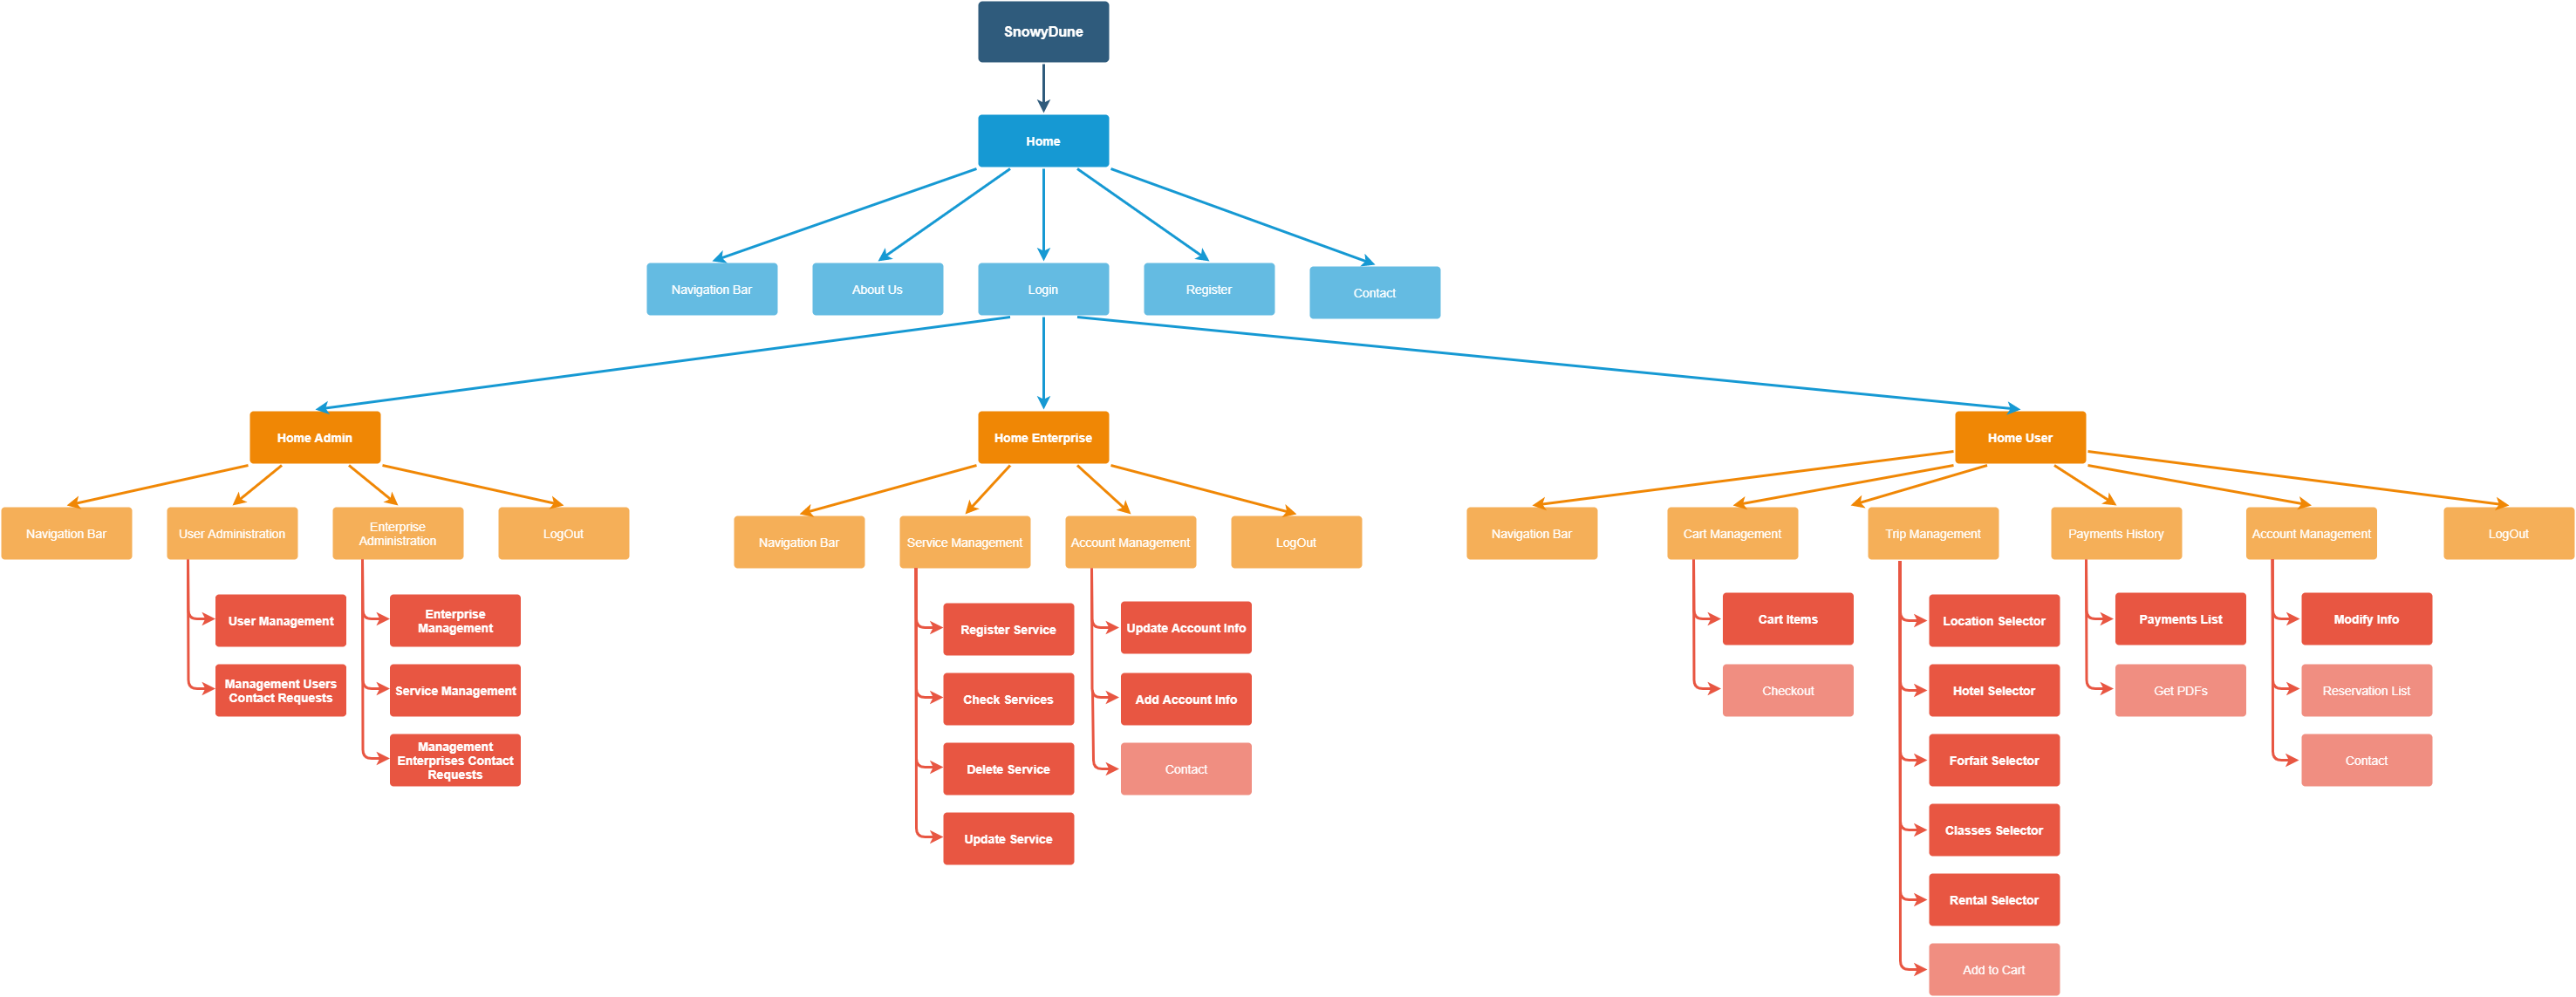 SnowyDune
Home
Navigation Bar
About Us
Login
Register
Contact
Home Admin
Home Enterprise
Home User
Navigation Bar
User Administration
Enterprise
Administration
LogOut
Navigation Bar
Service Management
Account Management
LogOut
Navigation Bar
Cart Management
Trip Management
Payments History
Account Management
LogOut
User Management
Management Users
Contact Requests
Enterprise
Management
Service Management
Management
Enterprises Contact
Requests
Register Service
Check Services
Delete Service
Update Service
Update Account Info
Add Account Info
Contact
Cart Items
Checkout
Location Selector
Hotel Selector
Forfait Selector
Classes Selector
Rental Selector
Add to Cart
Payments List
Get PDFs
Modify Info
Reservation List
Contact